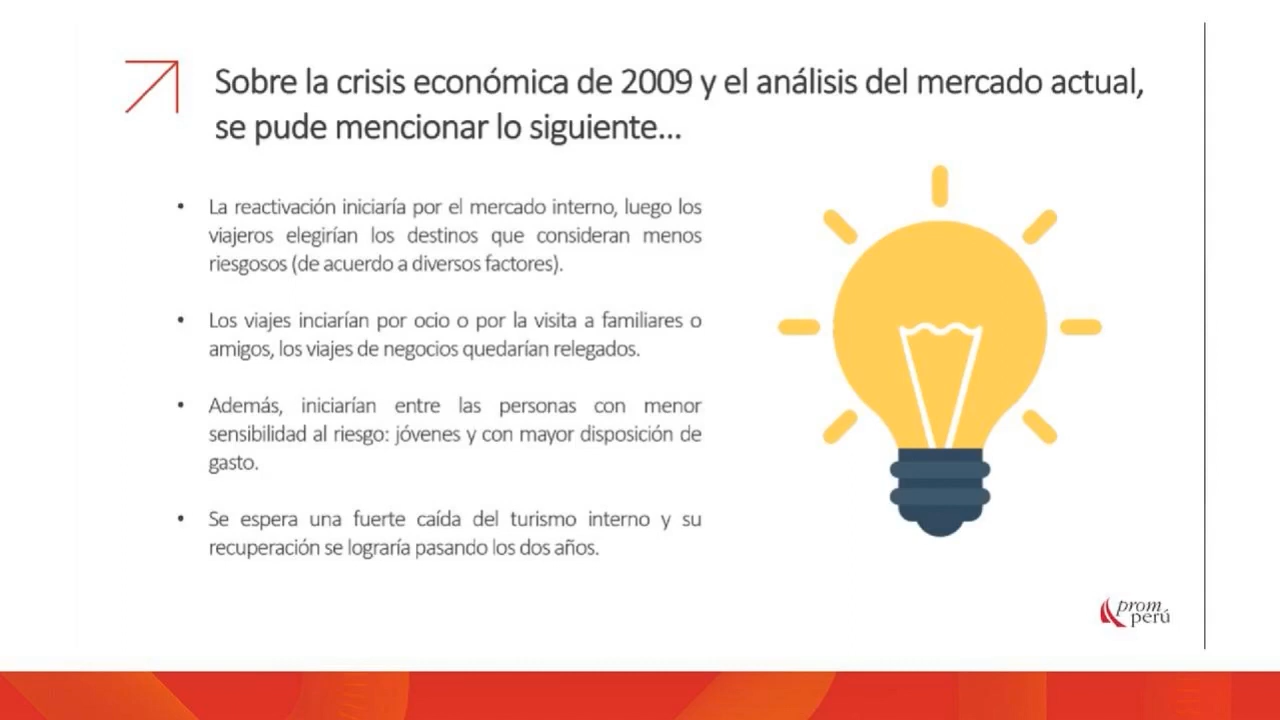 Sobre la crisis económica de 2009 y el análisis del mercado actual,
se pude mencionar lo siguiente...
• La reactivación iniciaría por el mercado interno, luego los
viajeros elegirían los destinos que consideran menos
riesgosos (de acuerdo a diversos factores).
• Los viajes inciarían por ocio o por la visita a familiares o
amigos, los viajes de negocios quedarían relegados.
• Además, iniciarían entre las personas con menor
sensibilidad al riesgo: jóvenes y con mayor disposición de
gasto.
• Se espera una fuerte caída del turismo interno y su
recuperación se lograría pasando los dos años.
prom
perú